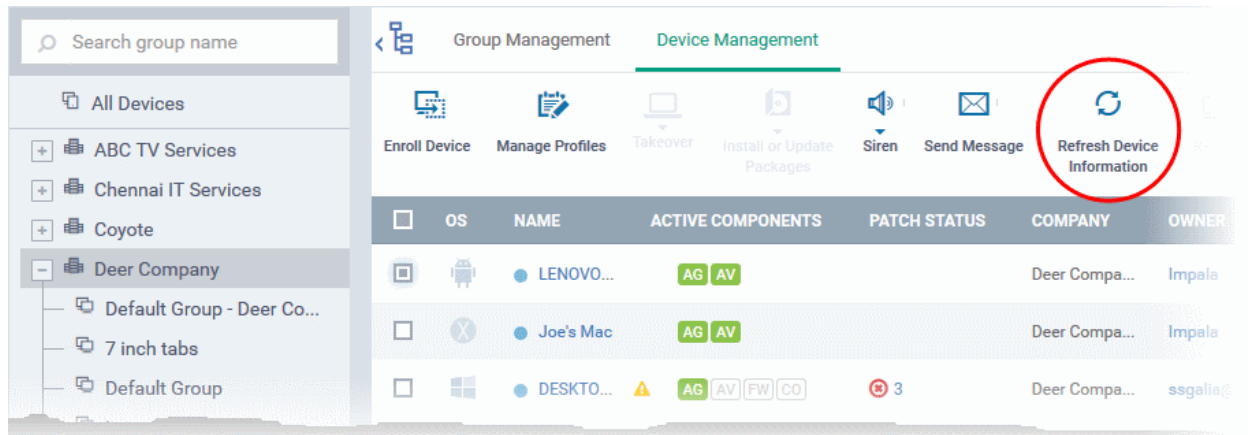 Search group name
Group Management
Device Management
All Devices
ABC TV Services
Chennai IT Services
Coyote
Deer Company
Default Group - Deer Co...
7 inch tabs
Default Group
Enroll Device
Manage Profiles
Takeover
Install or Update
Packages
Siren
Send Message
Refresh Device
Information
OS NAME ACTIVE COMPONENTS PATCH STATUS COMPANY OWNER
LENOVO... AG AV Deer Compa... Impala
Joe's Mac AG AV Deer Compa... Impala
DESKTO... AG AV FW CO 3 Deer Compa... ssgalia@